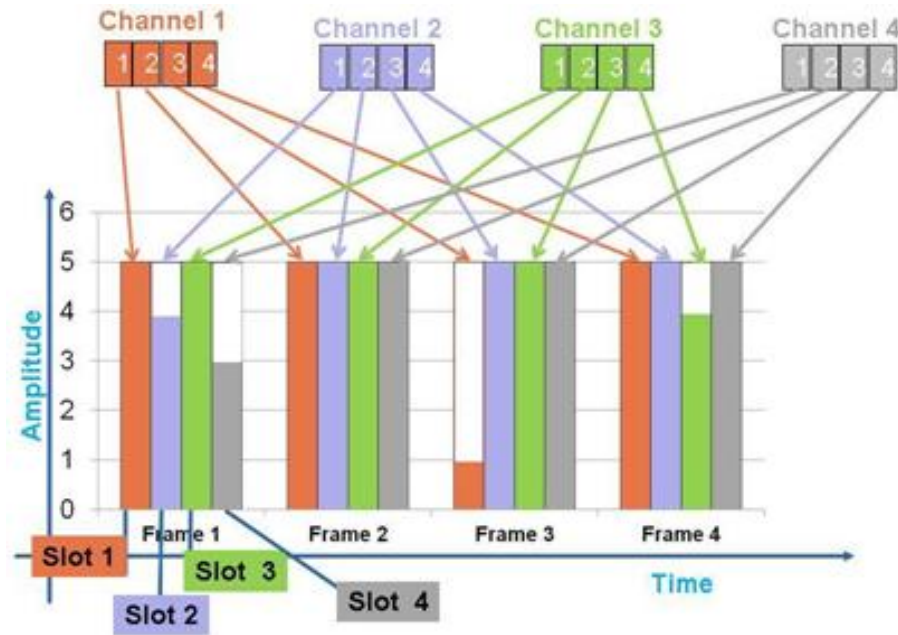 Channel 1 Channel 2 Channel 3 Channel 4
1 2 3 4 1 2 3 4 1 2 3 4 1 2 3 4
6
5
4
3
2
1
0
Amplitude
Frame 1 Frame 2 Frame 3 Frame 4
Slot 1
Slot 3
Time
Slot 2
Slot 4